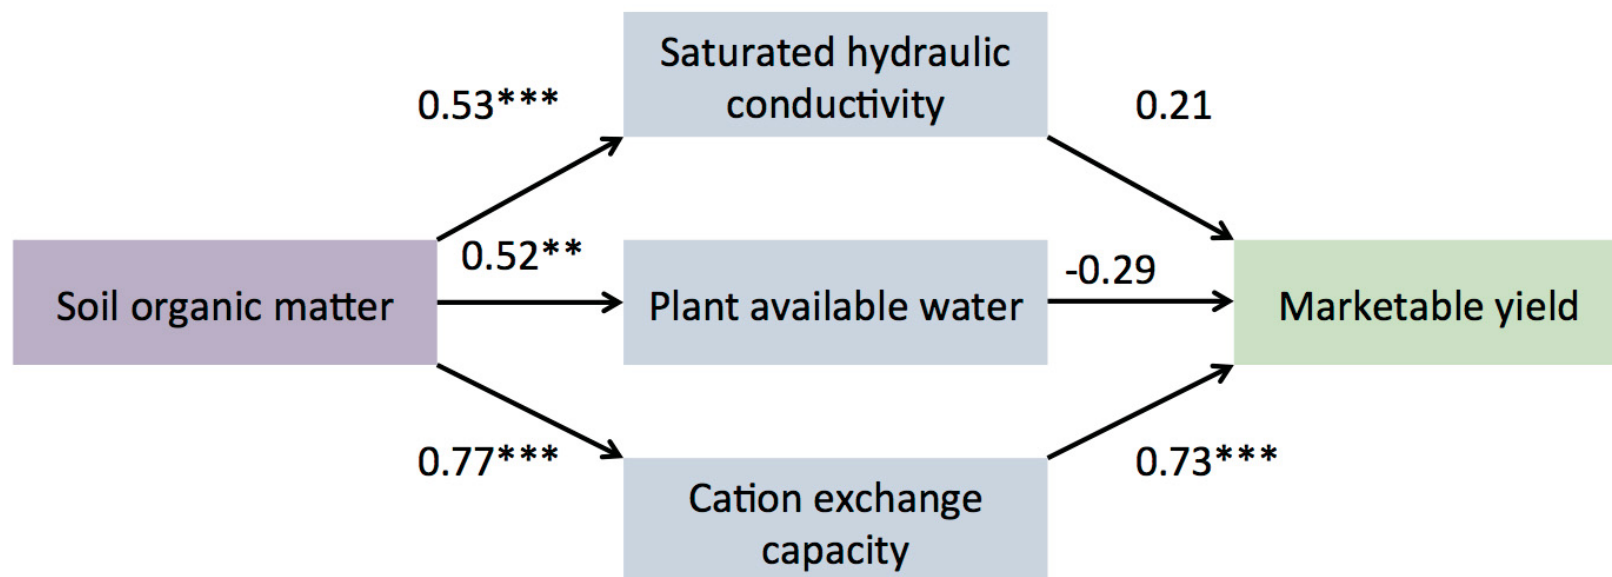 Saturated hydraulic
conductivity
0.53***
0.21
Soil organic matter
0.52**
Plant available water
-0.29
Marketable yield
0.77***
Cation exchange
capacity
0.73***